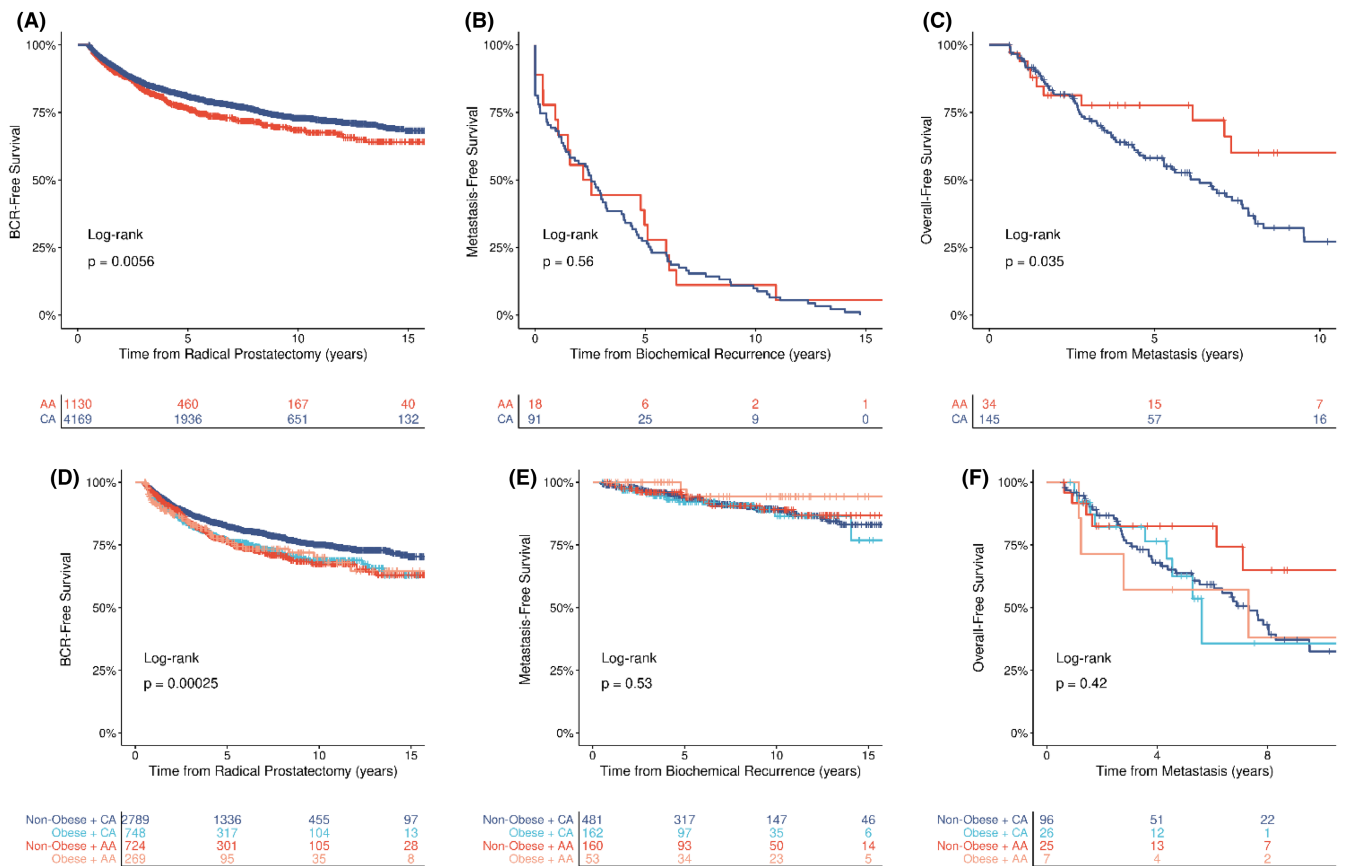 (A)
100%
75%
50%
25%
0%
BCR-Free Survival
Log-rank
p = 0.0056
0 5 10 15
Time from Radical Prostatectomy (years)
AA 1130 460 167 40
CA 4169 1936 651 132
(B)
100%
75%
50%
25%
0%
Metastasis-Free Survival
Log-rank
p = 0.56
0 5 10 15
Time from Biochemical Recurrence (years)
AA 18 6 2 1
CA 91 25 9 0
(C)
100%
75%
50%
25%
0%
Overall-Free Survival
Log-rank
p = 0.035
0 5 10
Time from Metastasis (years)
AA 34 15 7
CA 145 57 16
(D)
100%
75%
50%
25%
0%
BCR-Free Survival
Log-rank
p = 0.00025
0 5 10 15
Time from Radical Prostatectomy (years)
Non-Obese + CA 2789 1336 455 97
Obese + CA 748 317 104 13
Non-Obese + AA 724 301 105 28
Obese + AA 269 95 35 8
(E)
100%
75%
50%
25%
0%
Metastasis-Free Survival
Log-rank
p = 0.53
0 5 10 15
Time from Biochemical Recurrence (years)
Non-Obese + CA 481 317 147 46
Obese + CA 162 97 35 6
Non-Obese + AA 160 93 50 14
Obese + AA 53 34 23 5
(F)
100%
75%
50%
25%
0%
Overall-Free Survival
Log-rank
p = 0.42
0 4 8
Time from Metastasis (years)
Non-Obese + CA 96 51 22
Obese + CA 26 12 1
Non-Obese + AA 25 13 7
Obese + AA 7 4 2